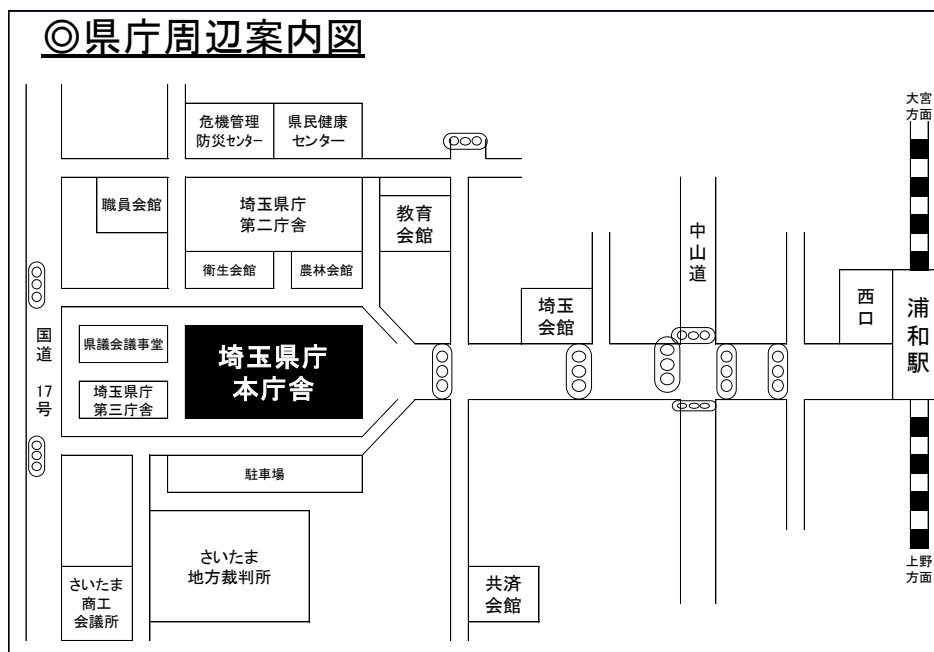 ◎県庁周辺案内図
大宮
方面
危機管理
防災センター
県民健康
センター
職員会館
埼玉県庁
第二庁舎
教育
会館
中山道
衛生会館
農林会館
西口
浦和駅
埼玉
会館
国道
17号
県議会議事堂
埼玉県庁
本庁舎
埼玉県庁
第三庁舎
駐車場
さいたま
地方裁判所
上野
方面
さいたま
商工
会議所
共済
会館